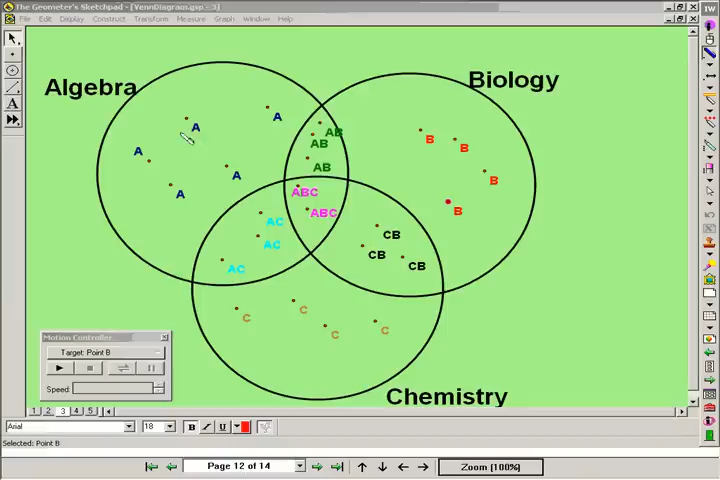 The Geometer's Sketchpad - [VennDiagram.gsp - 3]
File Edit Display Construct Transform Measure Graph Window Help
IW
Algebra
Biology
A
A
A
A
A
AB
AB
AB
B
B
B
B
ABC
ABC
AC
AC
AC
CB
CB
CB
C
C
C
C
Motion Controller
Target: Point B
Speed:
Chemistry
1 2 3 4 5
Arial 18 B I U
Selected: Point B
Page 12 of 14
Zoom [100%]